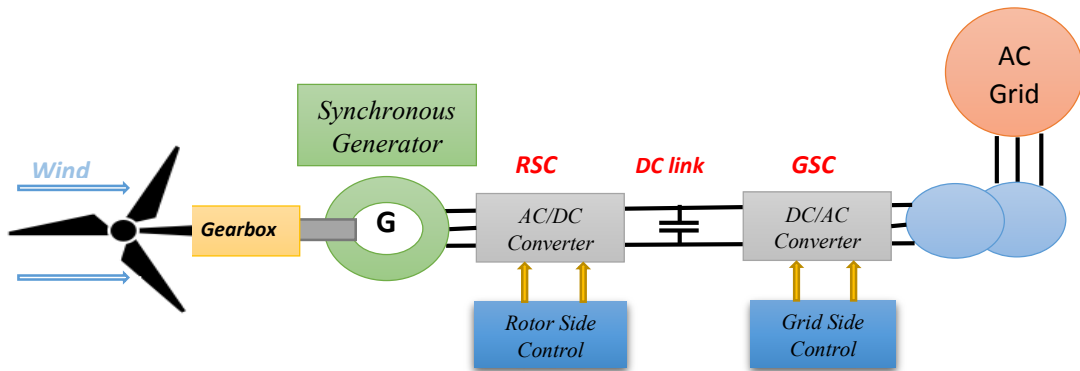 AC
Grid
Synchronous
Generator
Wind
RSC
DC link
GSC
Gearbox
G
AC/DC
Converter
DC/AC
Converter
Rotor Side
Control
Grid Side
Control